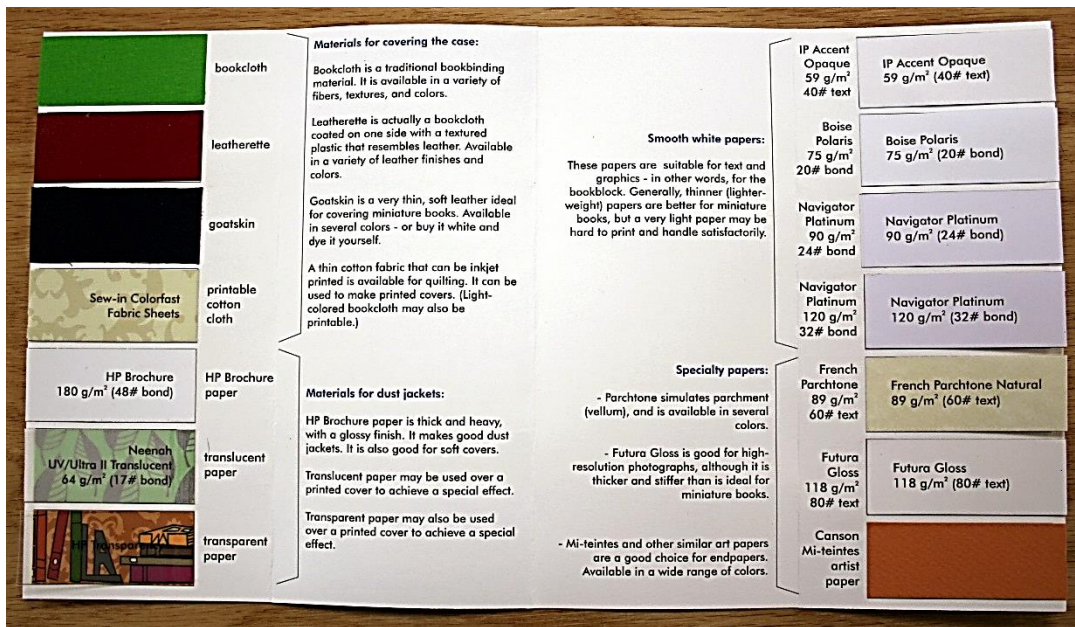 bookcloth
leatherette
goatskin
Sew-in Colorfast
Fabric Sheets
printable
cotton
cloth
HP Brochure
180 g/m² (48# bond)
HP Brochure
paper
Neenah
UV/Ultra II Translucent
64 g/m² (17# bond)
translucent
paper
HP Transparency
transparent
paper
Materials for covering the case:
Bookcloth is a traditional bookbinding
material. It is available in a variety of
fibers, textures, and colors.
Leatherette is actually a bookcloth
coated on one side with a textured
plastic that resembles leather. Available
in a variety of leather finishes and
colors.
Goatskin is a very thin, soft leather ideal
for covering miniature books. Available
in several colors - or buy it white and
dye it yourself.
A thin cotton fabric that can be inkjet
printed is available for quilting. It can be
used to make printed covers. (Light-
colored bookcloth may also be
printable.)
Materials for dust jackets:
HP Brochure paper is thick and heavy,
with a glossy finish. It makes good dust
jackets. It is also good for soft covers.
Translucent paper may be used over a
printed cover to achieve a special effect.
Transparent paper may also be used
over a printed cover to achieve a special
effect.
Smooth white papers:
These papers are suitable for text and
graphics - in other words, for the
bookblock. Generally, thinner (lighter-
weight) papers are better for miniature
books, but a very light paper may be
hard to print and handle satisfactorily.
Specialty papers:
- Parchtone simulates parchment
(vellum), and is available in several
colors.
- Futura Gloss is good for high-
resolution photographs, although it is
thicker and stiffer than is ideal for
miniature books.
- Mi-teintes and other similar art papers
are a good choice for endpapers.
Available in a wide range of colors.
IP Accent
Opaque
59 g/m²
40# text
IP Accent Opaque
59 g/m² (40# text)
Boise
Polaris
75 g/m²
20# bond
Boise Polaris
75 g/m² (20# bond)
Navigator
Platinum
90 g/m²
24# bond
Navigator Platinum
90 g/m² (24# bond)
Navigator
Platinum
120 g/m²
32# bond
Navigator Platinum
120 g/m² (32# bond)
French
Parchtone
89 g/m²
60# text
French Parchtone Natural
89 g/m² (60# text)
Futura
Gloss
118 g/m²
80# text
Futura Gloss
118 g/m² (80# text)
Canson
Mi-teintes
artist
paper